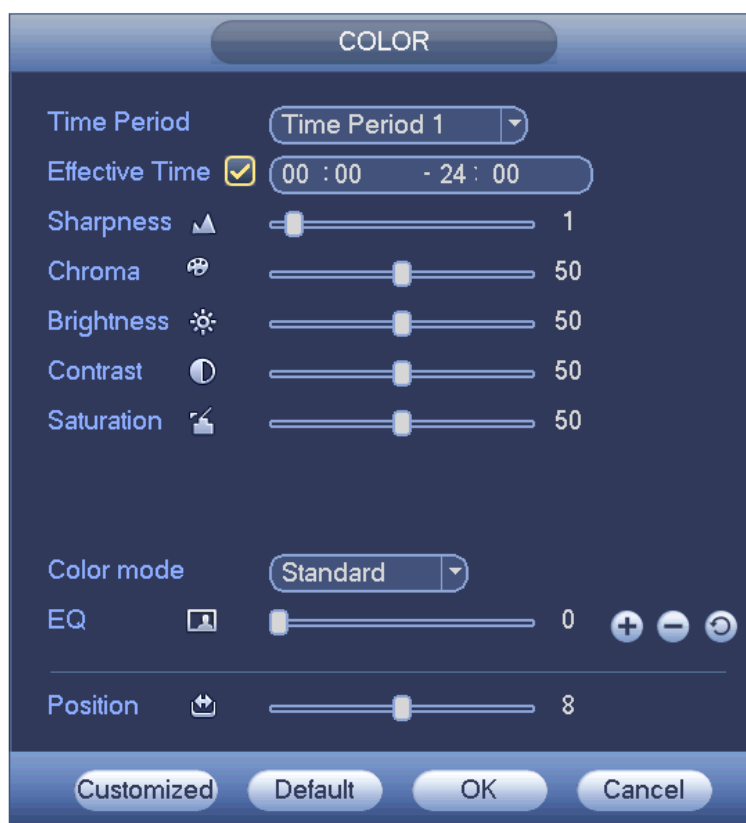 COLOR
Time Period Time Period 1
Effective Time 00 :00 - 24 : 00
Sharpness 1
Chroma 50
Brightness 50
Contrast 50
Saturation 50
Color mode Standard
EQ 0
Position 8
Customized Default OK Cancel